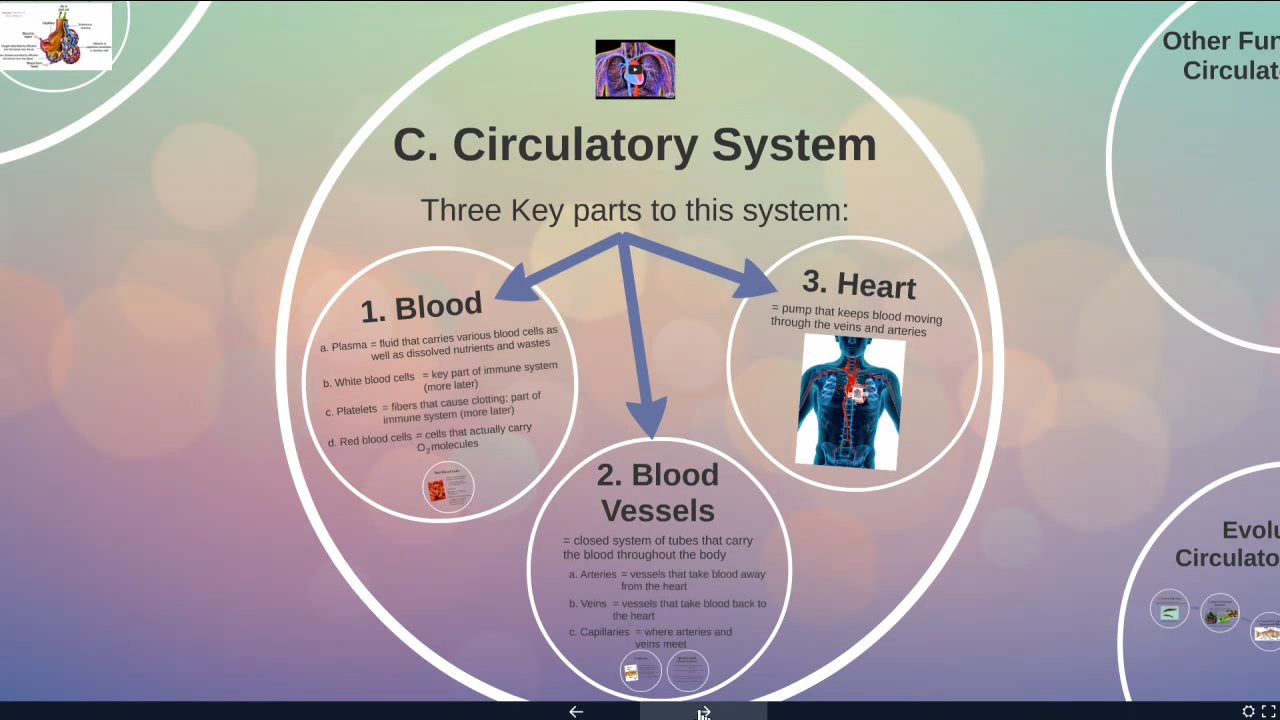 C. Circulatory System
Three Key parts to this system:
1. Blood
a. Plasma = fluid that carries various blood cells as
well as dissolved nutrients and wastes
b. White blood cells = key part of immune system
(more later)
c. Platelets = fibers that cause clotting; part of
immune system (more later)
d. Red blood cells = cells that actually carry
O2 molecules
2. Blood
Vessels
= closed system of tubes that carry
the blood throughout the body
a. Arteries = vessels that take blood away
from the heart
b. Veins = vessels that take blood back to
the heart
c. Capillaries = where arteries and
veins meet
3. Heart
= pump that keeps blood moving
through the veins and arteries
Other Fun
Circulat
Evolu
Circulato